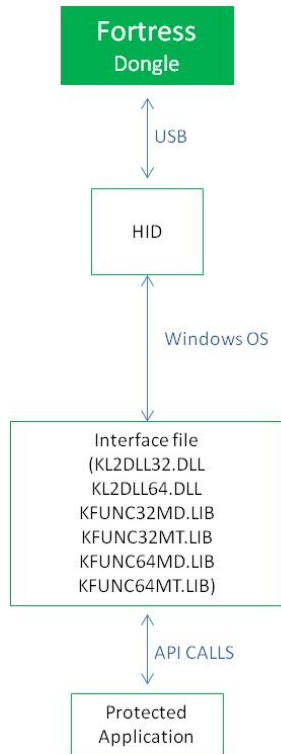 Fortress
Dongle
USB
HID
Windows OS
Interface file
(KL2DLL32.DLL
KL2DLL64.DLL
KFUNC32MD.LIB
KFUNC32MT.LIB
KFUNC64MD.LIB
KFUNC64MT.LIB)
API CALLS
Protected
Application